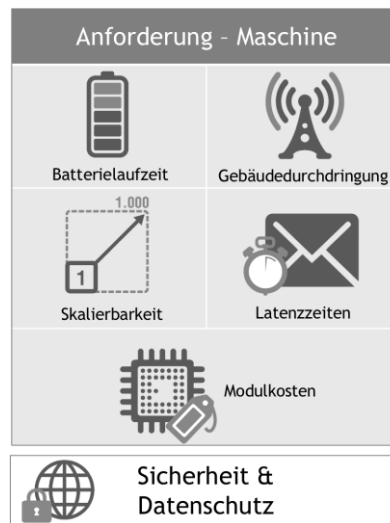 Anforderung - Maschine
Batterielaufzeit
Gebäudedurchdringung
1.000
1
Skalierbarkeit
Latenzzeiten
Modulkosten
Sicherheit &
Datenschutz